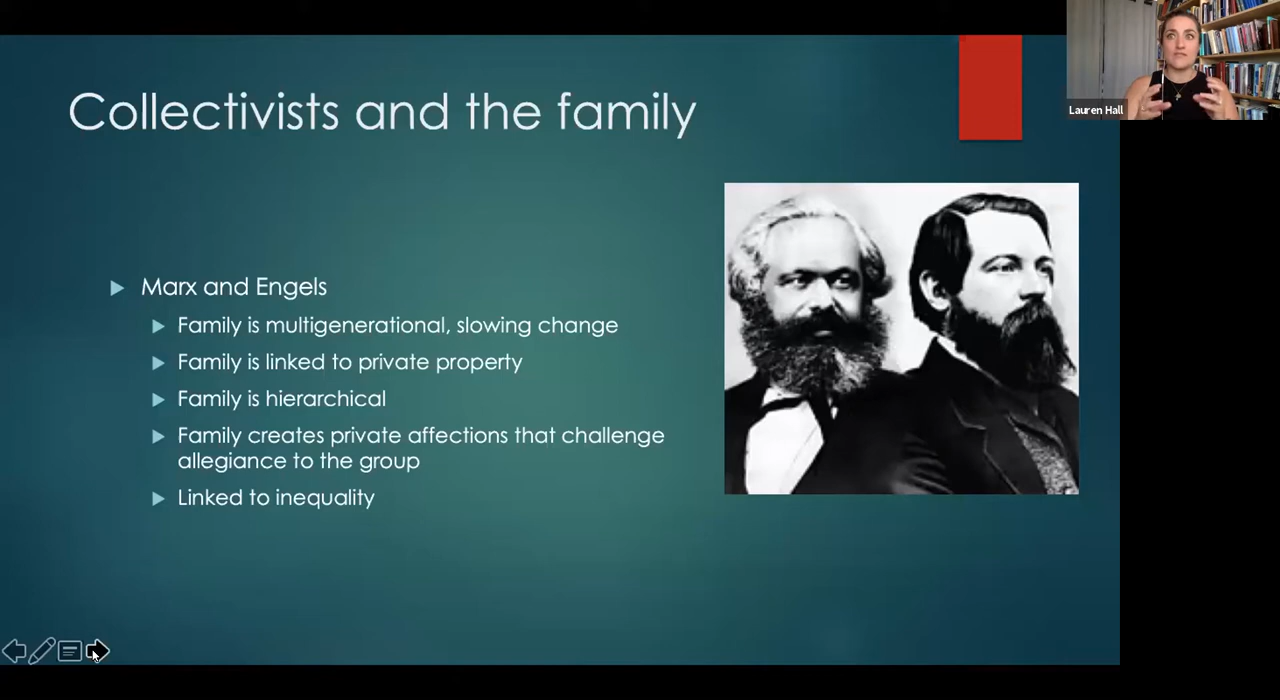 Collectivists and the family
Lauren Hall
Marx and Engels
Family is multigenerational, slowing change
Family is linked to private property
Family is hierarchical
Family creates private affections that challenge
allegiance to the group
Linked to inequality